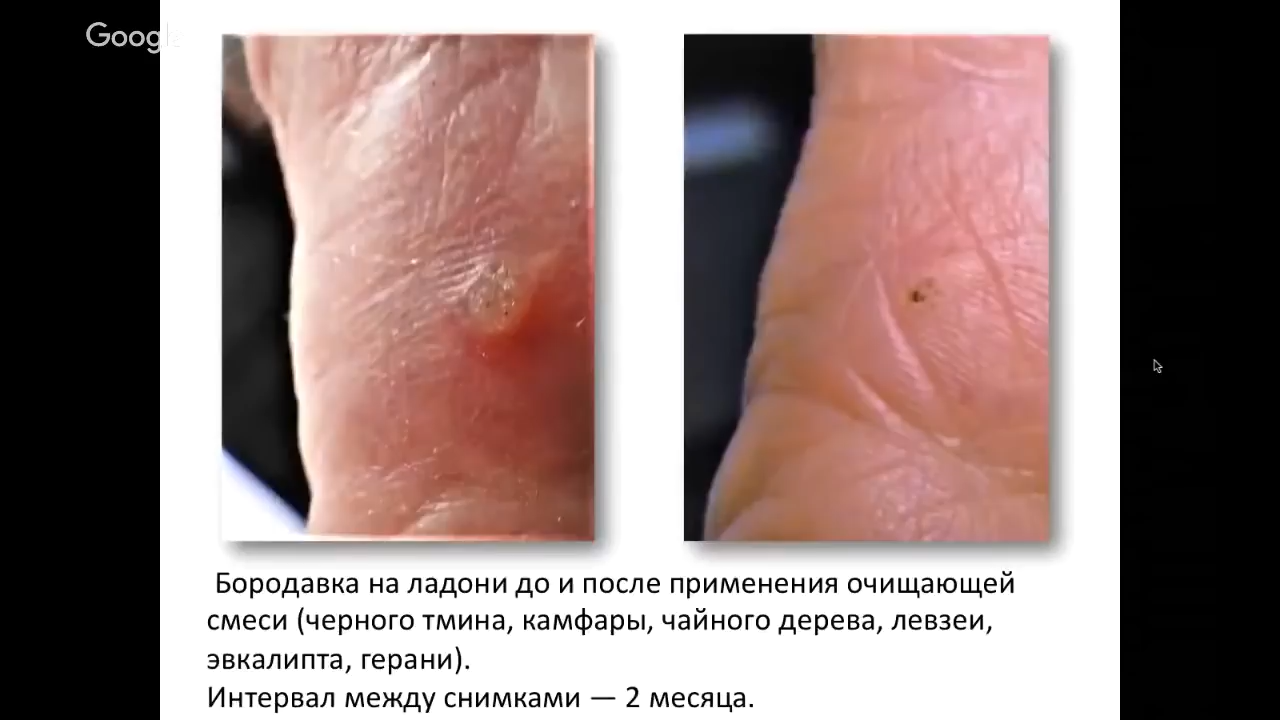 Google
Бородавка на ладони до и после применения очищающей
смеси (черного тмина, камфары, чайного дерева, левзеи,
эвкалипта, герани).
Интервал между снимками — 2 месяца.